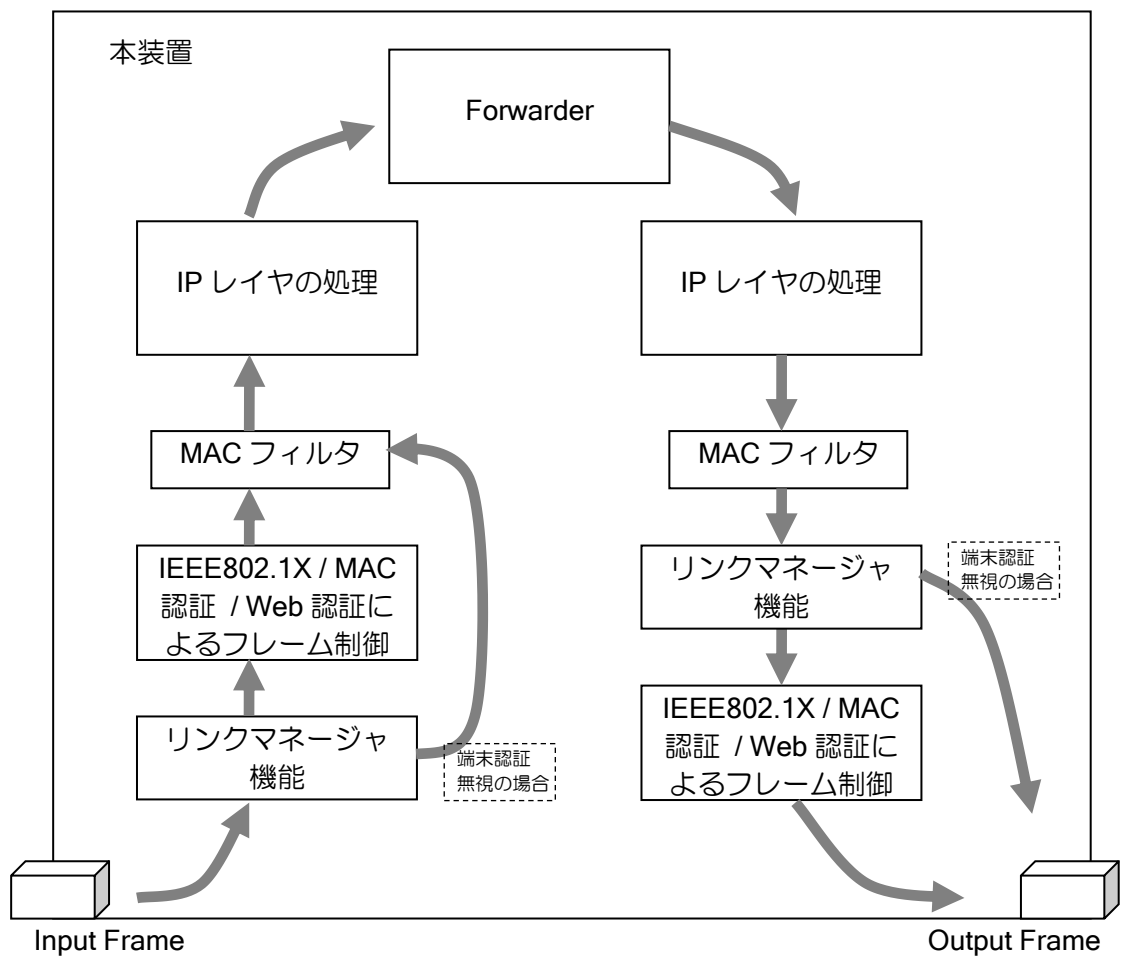 本装置
Forwarder
IP レイヤの処理
MAC フィルタ
IEEE802.1X / MAC
認証 / Web 認証に
よるフレーム制御
リンクマネージャ
機能
端末認証
無視の場合
Input Frame
IP レイヤの処理
MAC フィルタ
リンクマネージャ
機能
端末認証
無視の場合
IEEE802.1X / MAC
認証 / Web 認証に
よるフレーム制御
Output Frame